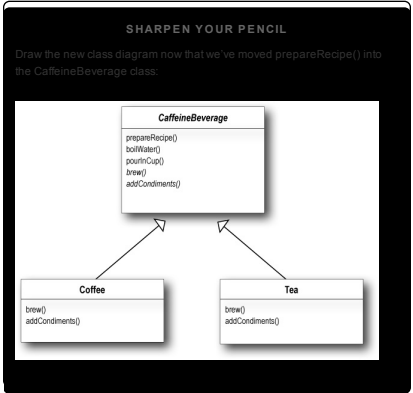 SHARPEN YOUR PENCIL
Draw the new class diagram now that we've moved prepareRecipe() into
the CaffeineBeverage class:
CaffeineBeverage
prepareRecipe()
boilWater()
pourInCup()
brew()
addCondiments()
Coffee
brew()
addCondiments()
Tea
brew()
addCondiments()